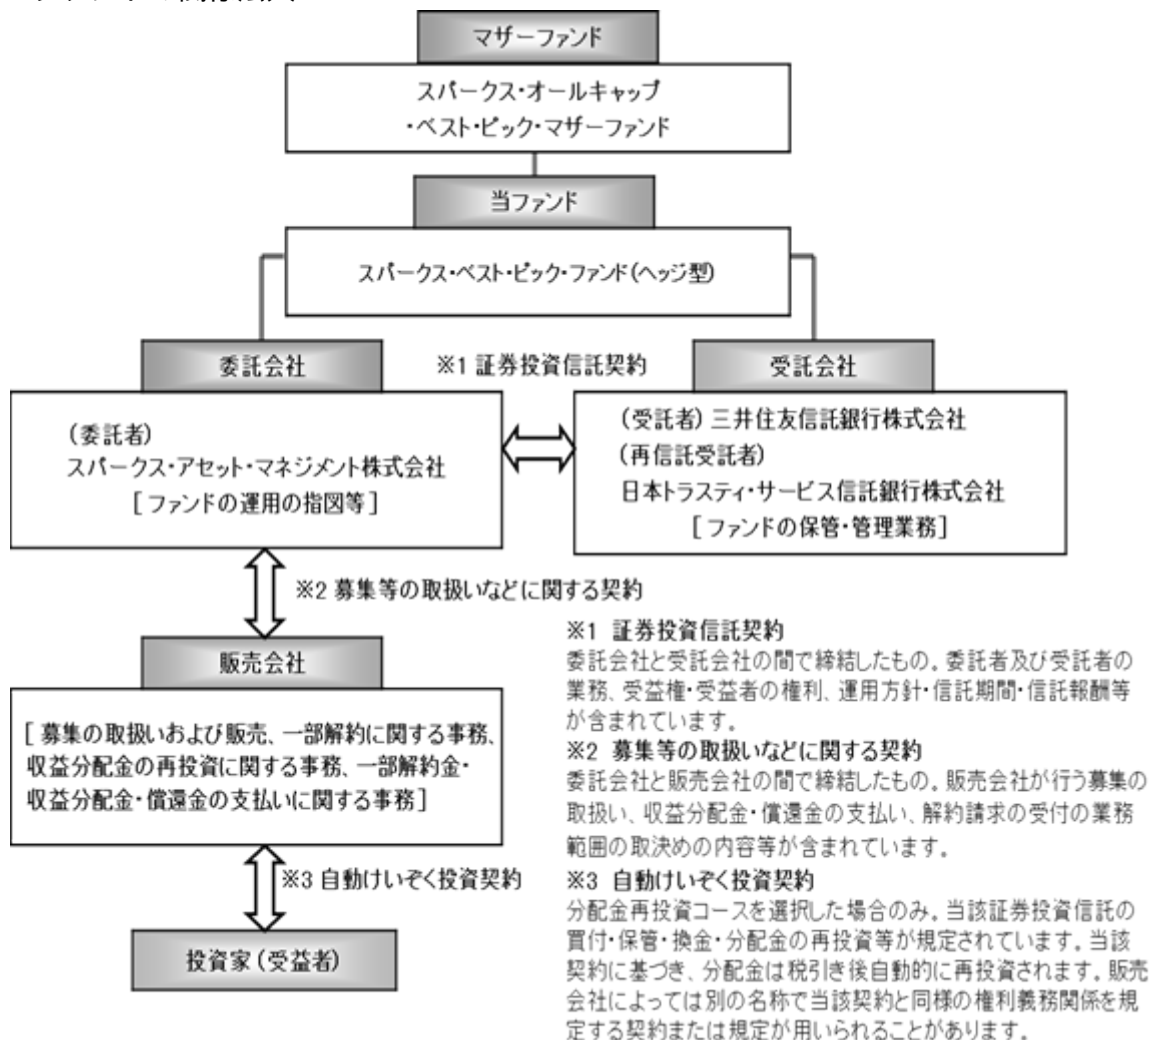 マザーファンド
スパークス・オールキャップ
・ベスト・ピック・マザーファンド
当ファンド
スパークス・ベスト・ピック・ファンド(ヘッジ型)
委託会社
※1 証券投資信託契約
受託会社
(委託者)
スパークス・アセット・マネジメント株式会社
[ファンドの運用の指図等]
(受託者) 三井住友信託銀行株式会社
(再信託受託者)
日本トラスティ・サービス信託銀行株式会社
[ファンドの保管・管理業務]
※2 募集等の取扱いなどに関する契約
販売会社
[募集の取扱いおよび販売、一部解約に関する事務、
収益分配金の再投資に関する事務、一部解約金・
収益分配金・償還金の支払いに関する事務]
※3 自動けいぞく投資契約
投資家(受益者)
※1 証券投資信託契約
委託会社と受託会社の間で締結したもの。委託者及び受託者の
業務、受益権・受益者の権利、運用方針・信託期間・信託報酬等
が含まれています。
※2 募集等の取扱いなどに関する契約
委託会社と販売会社の間で締結したもの。販売会社が行う募集の
取扱い、収益分配金・償還金の支払い、解約請求の受付の業務
範囲の取決めの内容等が含まれています。
※3 自動けいぞく投資契約
分配金再投資コースを選択した場合のみ。当該証券投資信託の
買付・保管・換金・分配金の再投資等が規定されています。当該
契約に基づき、分配金は税引き後自動的に再投資されます。販売
会社によっては別の名称で当該契約と同様の権利義務関係を規
定する契約または規定が用いられることがあります。